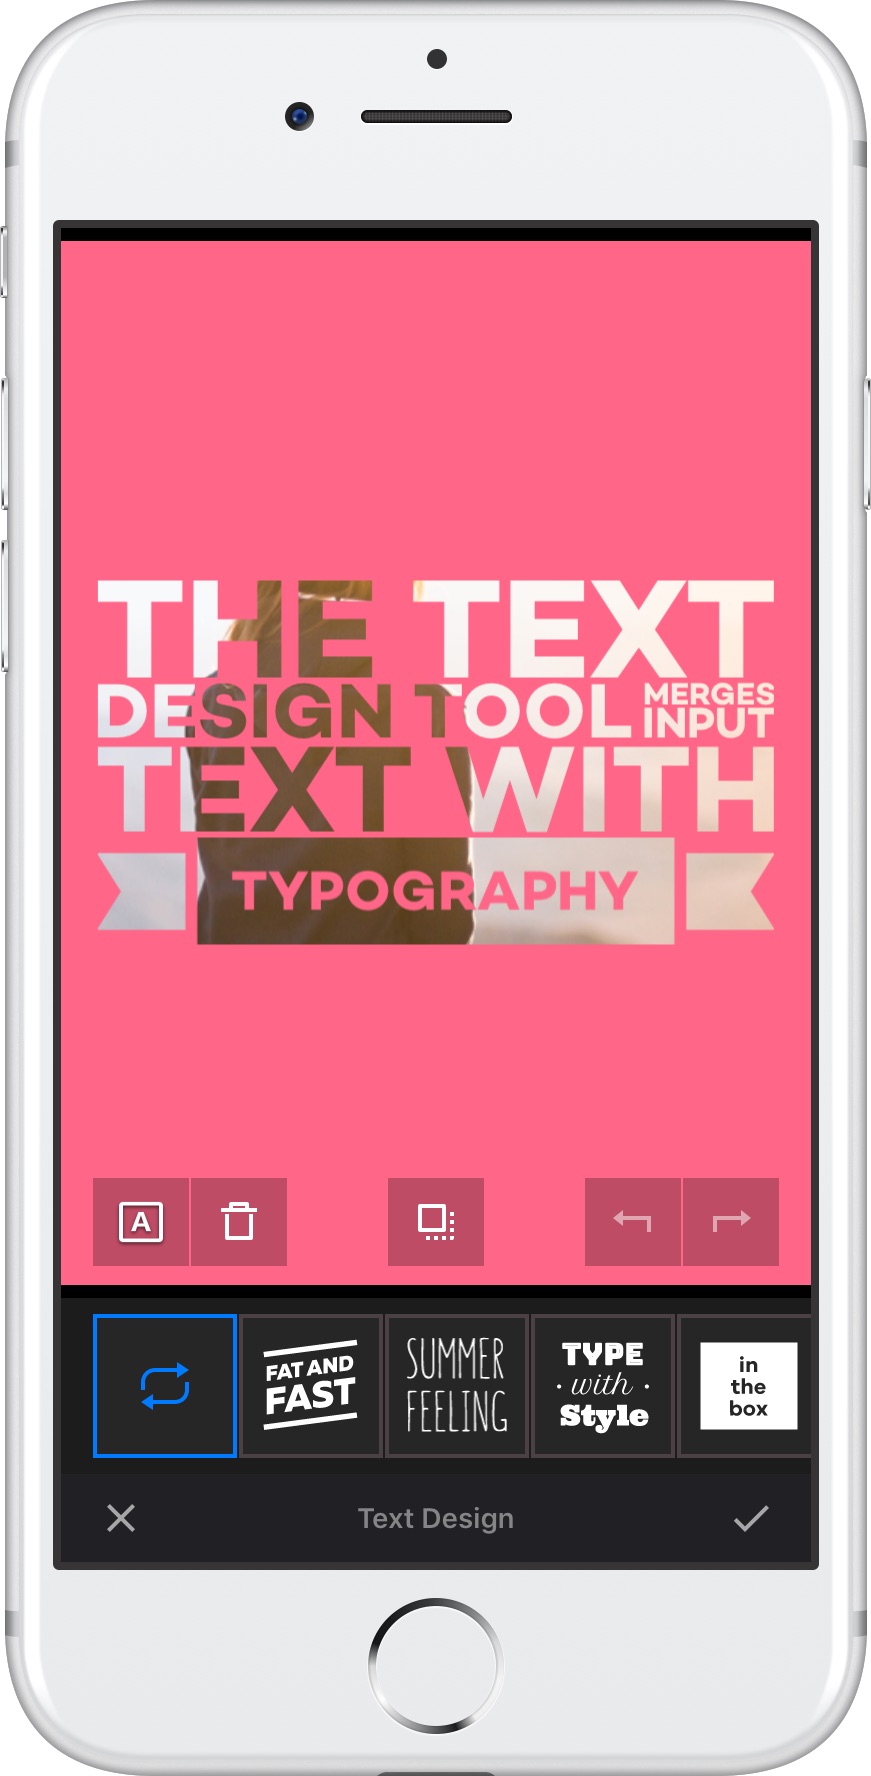 THE TEXT
DESIGN TOOL MERGES
INPUT
TEXT WITH
TYPOGRAPHY
A
FAT AND
FAST
SUMMER
FEELING
TYPE
· with ·
Style
in
the
box
Text Design